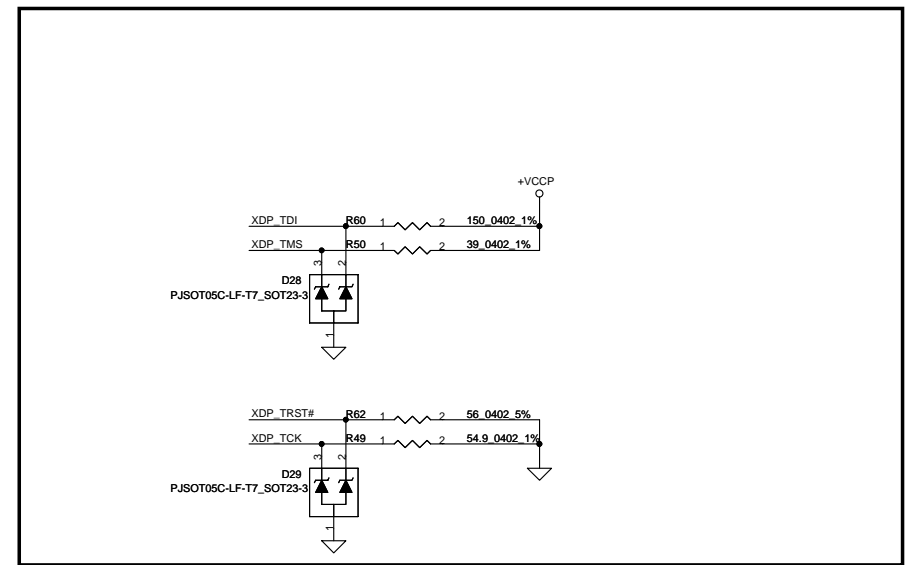 +VCCP
XDP_TDI R60 1 2 150_0402_1%
XDP_TMS R50 1 2 39_0402_1%
3 2
D28
PJSOT05C-LF-T7_SOT23-3
1
XDP_TRST# R62 1 2 56_0402_5%
XDP_TCK R49 1 2 54.9_0402_1%
3 2
D29
PJSOT05C-LF-T7_SOT23-3
1